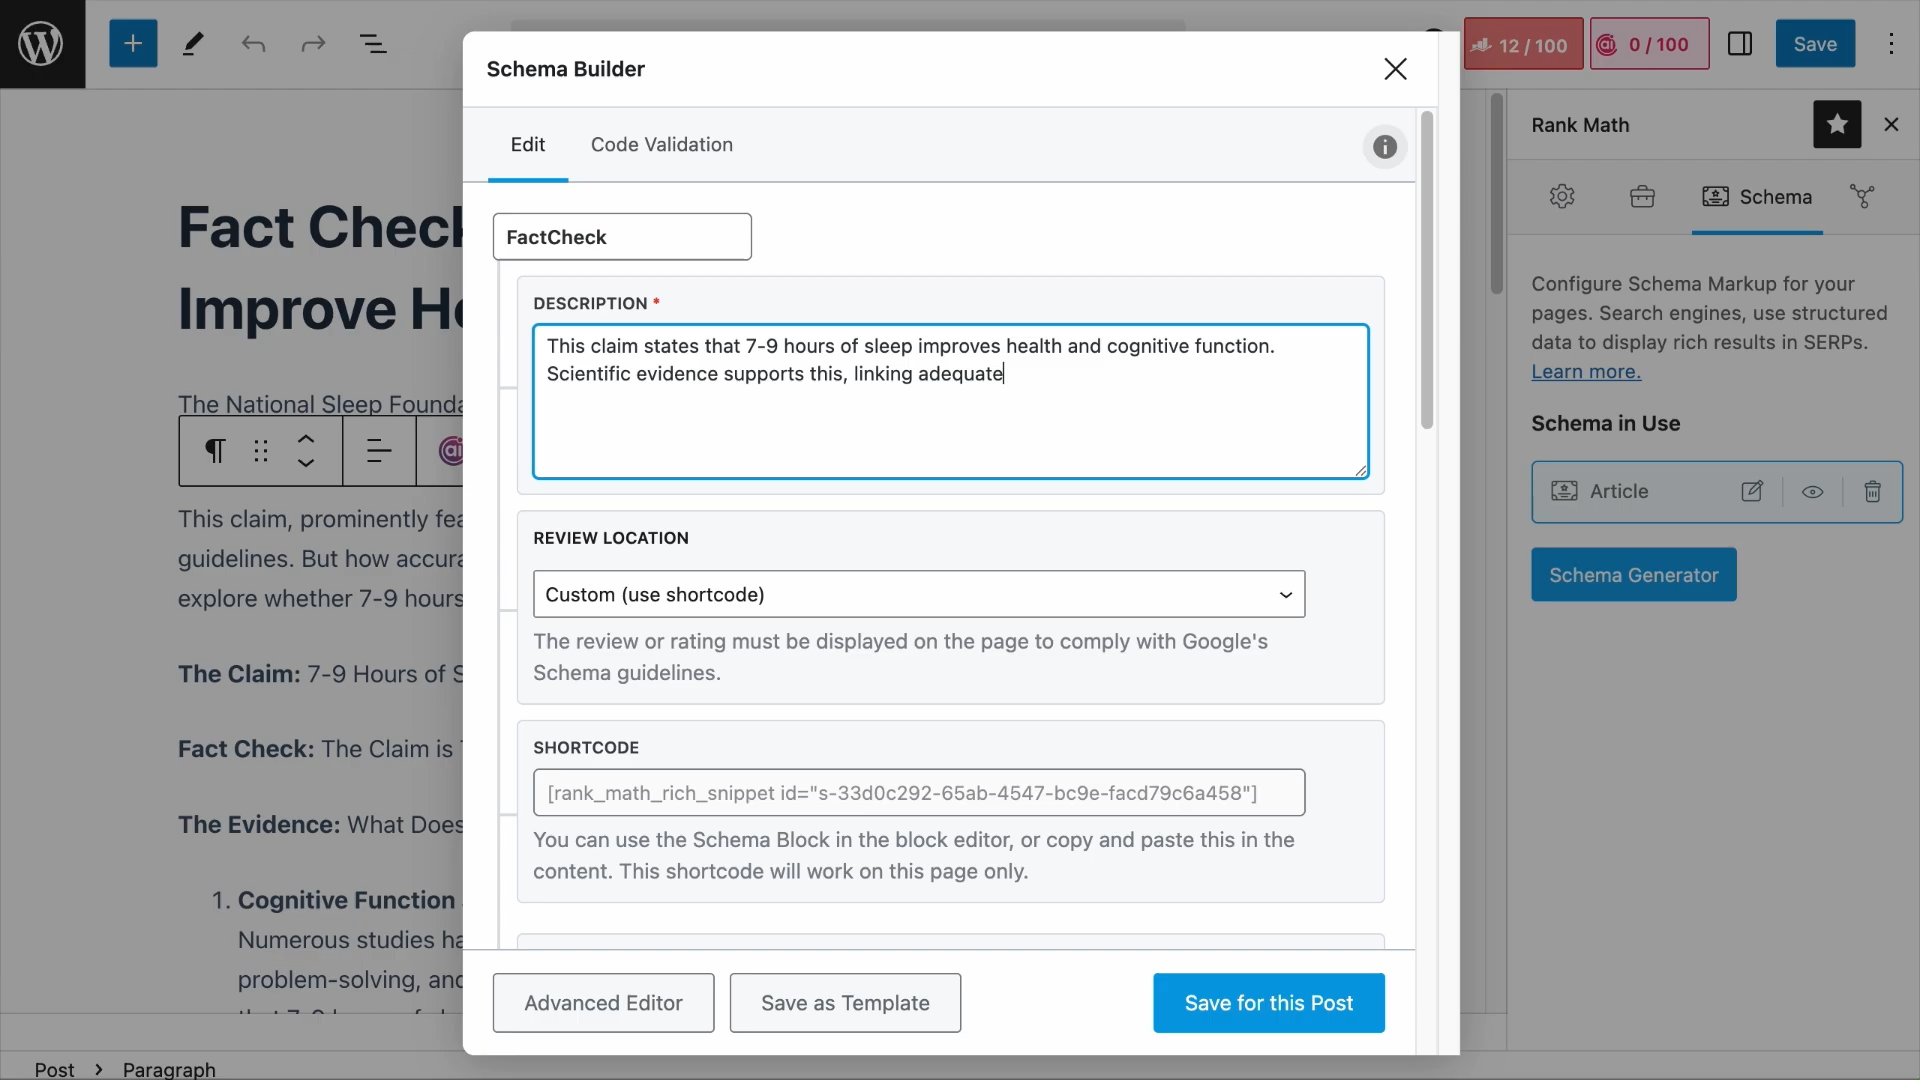 12 / 100
0 / 100
Save
Schema Builder
Edit
Code Validation
FactCheck
DESCRIPTION *
This claim states that 7-9 hours of sleep improves health and cognitive function.
Scientific evidence supports this, linking adequate
REVIEW LOCATION
Custom (use shortcode)
The review or rating must be displayed on the page to comply with Google's
Schema guidelines.
SHORTCODE
[rank_math_rich_snippet id="s-33d0c292-65ab-4547-bc9e-facd79c6a458"]
You can use the Schema Block in the block editor, or copy and paste this in the
content. This shortcode will work on this page only.
Advanced Editor
Save as Template
Save for this Post
Fact Check
Improve He
The National Sleep Founda
ai
This claim, prominently fea
guidelines. But how accura
explore whether 7-9 hours
The Claim: 7-9 Hours of S
Fact Check: The Claim is
The Evidence: What Does
1. Cognitive Function
Numerous studies ha
problem-solving, and
Post > Paragraph
Rank Math
Schema
Configure Schema Markup for your
pages. Search engines, use structured
data to display rich results in SERPs.
Learn more.
Schema in Use
Article
Schema Generator